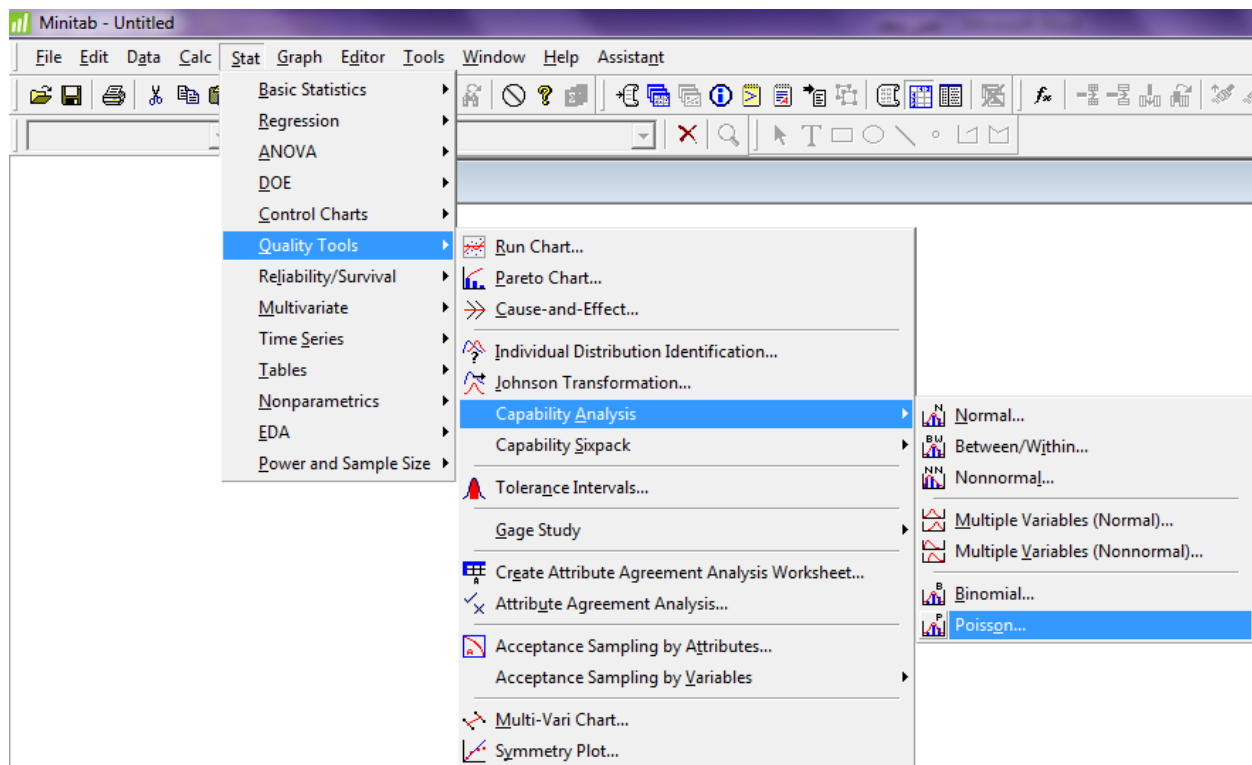 Minitab - Untitled
File Edit Data Calc Stat Graph Editor Tools Window Help Assistant
Basic Statistics
Regression
ANOVA
DOE
Control Charts
Quality Tools
Reliability/Survival
Multivariate
Time Series
Tables
Nonparametrics
EDA
Power and Sample Size
Run Chart...
Pareto Chart...
Cause-and-Effect...
Individual Distribution Identification...
Johnson Transformation...
Capability Analysis
Capability Sixpack
Tolerance Intervals...
Gage Study
Create Attribute Agreement Analysis Worksheet...
Attribute Agreement Analysis...
Acceptance Sampling by Attributes...
Acceptance Sampling by Variables
Multi-Vari Chart...
Symmetry Plot...
Normal...
Between/Within...
Nonnormal...
Multiple Variables (Normal)...
Multiple Variables (Nonnormal)...
Binomial...
Poisson...